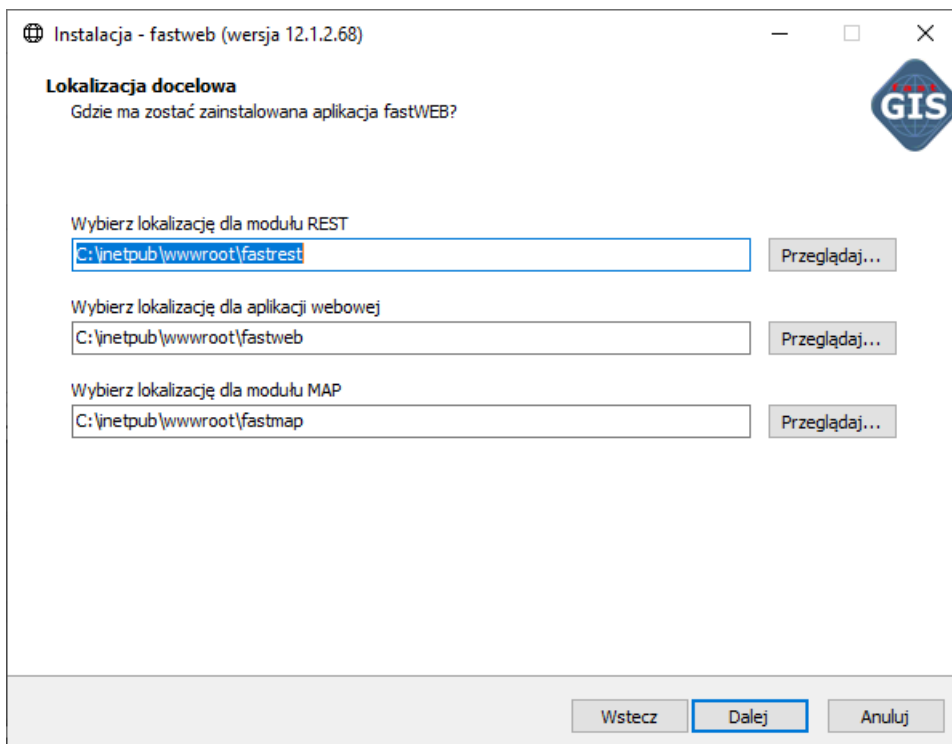 Instalacja - fastweb (wersja 12.1.2.68)
Lokalizacja docelowa
Gdzie ma zostać zainstalowana aplikacja fastWEB?
fast
GIS
Wybierz lokalizację dla modułu REST
C:\inetpub\wwwroot\fastrest
Przeglądaj...
Wybierz lokalizację dla aplikacji webowej
C:\inetpub\wwwroot\fastweb
Przeglądaj...
Wybierz lokalizację dla modułu MAP
C:\inetpub\wwwroot\fastmap
Przeglądaj...
Wstecz
Dalej
Anuluj